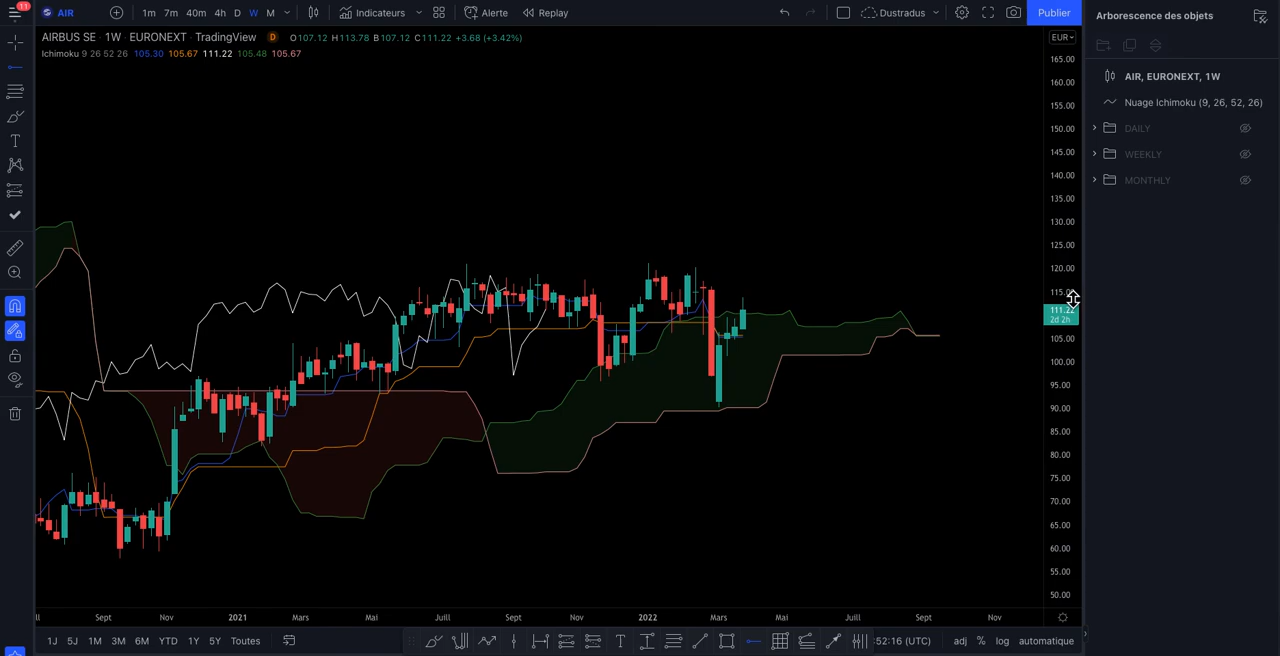 11
AIR
1m 7m 40m 4h D W M
Indicateurs
Alerte
Replay
Dustradus
Publier
Arborescence des objets
AIRBUS SE · 1W · EURONEXT · TradingView D O107.12 H113.78 B107.12 C111.22 +3.68 (+3.42%)
Ichimoku 9 26 52 26 105.30 105.67 111.22 105.48 105.67
EUR
AIR, EURONEXT, 1W
Nuage Ichimoku (9, 26, 52, 26)
DAILY
WEEKLY
MONTHLY
165.00
160.00
155.00
150.00
145.00
140.00
135.00
130.00
125.00
120.00
115.00
111.22
2d 2h
105.00
100.00
95.00
90.00
85.00
80.00
75.00
70.00
65.00
60.00
55.00
50.00
Sept Nov 2021 Mars Mai Juill Sept Nov 2022 Mars Mai Juill Sept Nov
1J 5J 1M 3M 6M YTD 1Y 5Y Toutes
:52:16 (UTC)
adj % log automatique